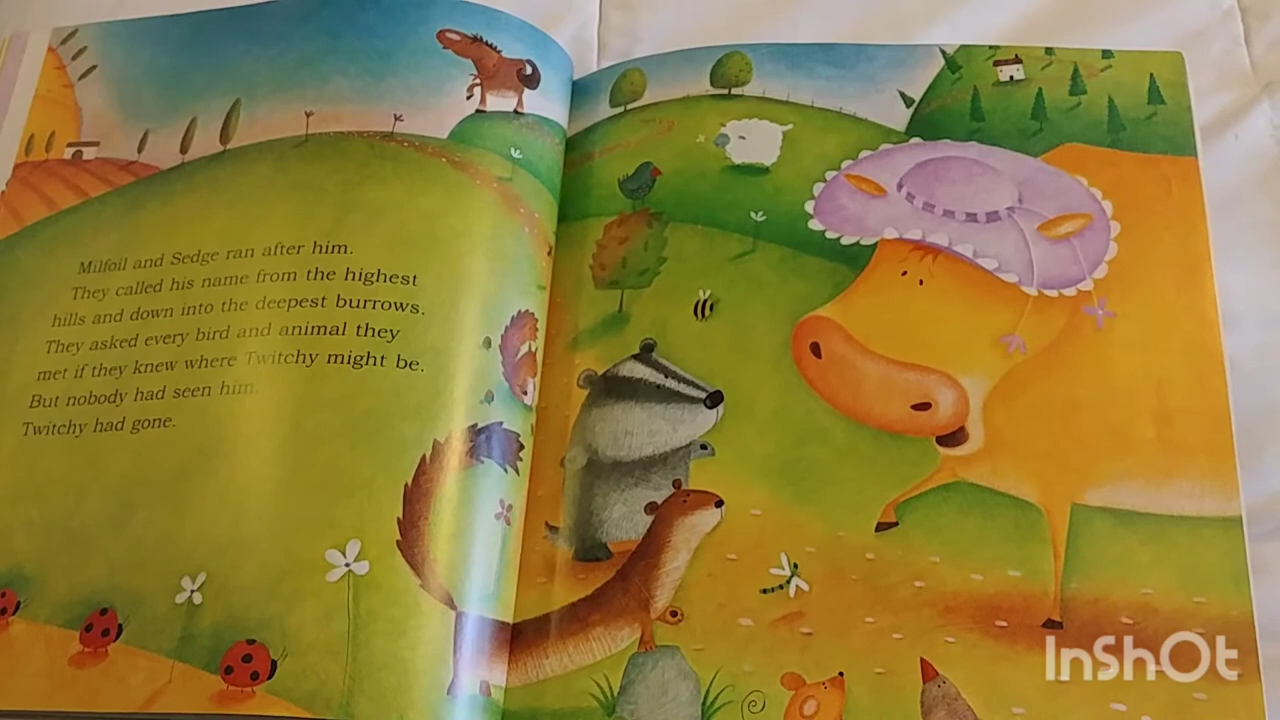 Milfoil and Sedge ran after him.
They called his name from the highest
hills and down into the deepest burrows.
They asked every bird and animal they
met if they knew where Twitchy might be.
But nobody had seen him.
Twitchy had gone.
InShOt